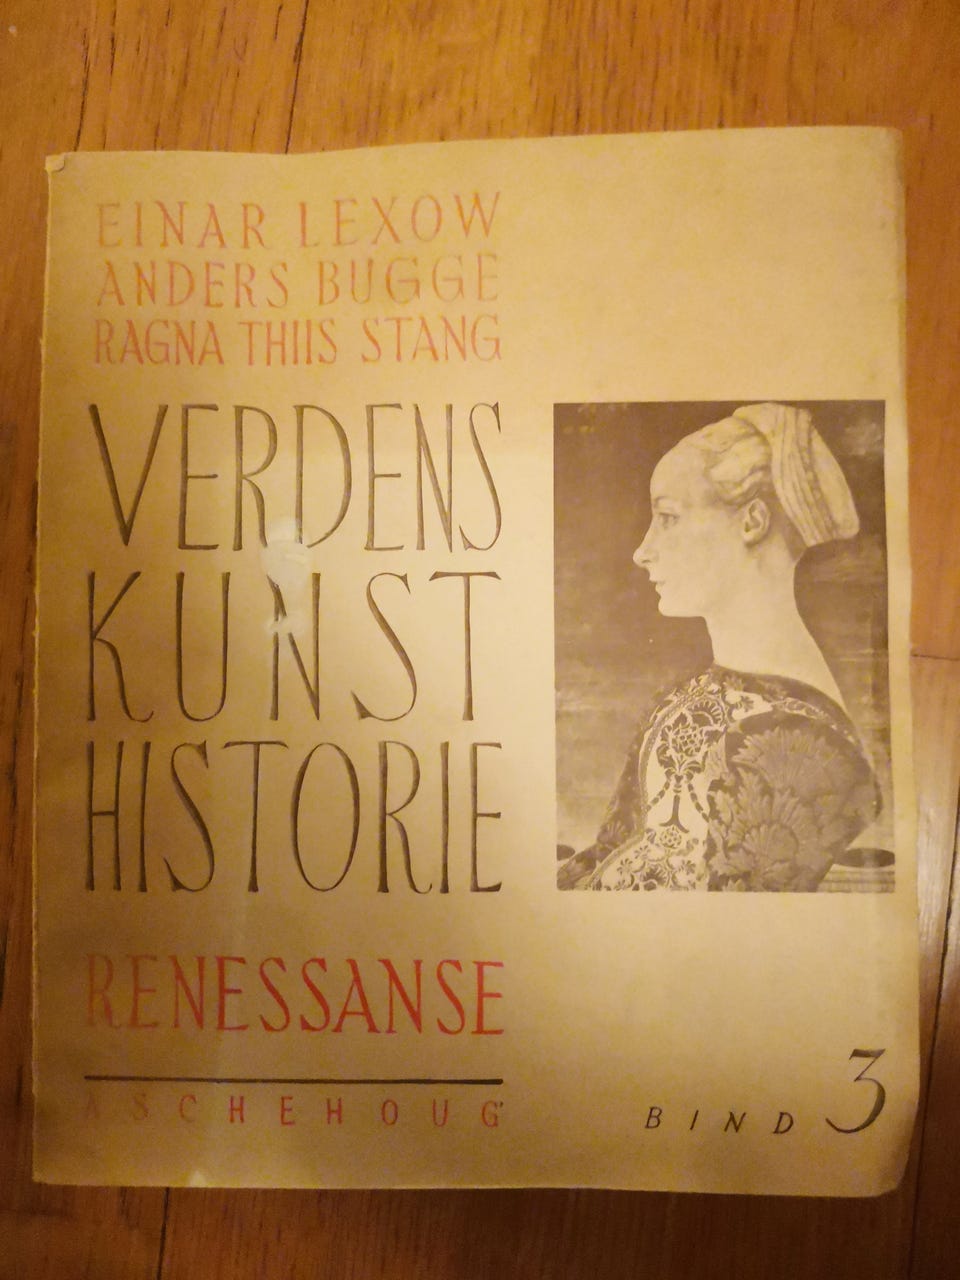 EINAR LEXOW
ANDERS BUGGE
RAGNA THIIS STANG
VERDENS
KUNST
HISTORIE
RENESSANSE
ASCHEHOUG
BIND 3